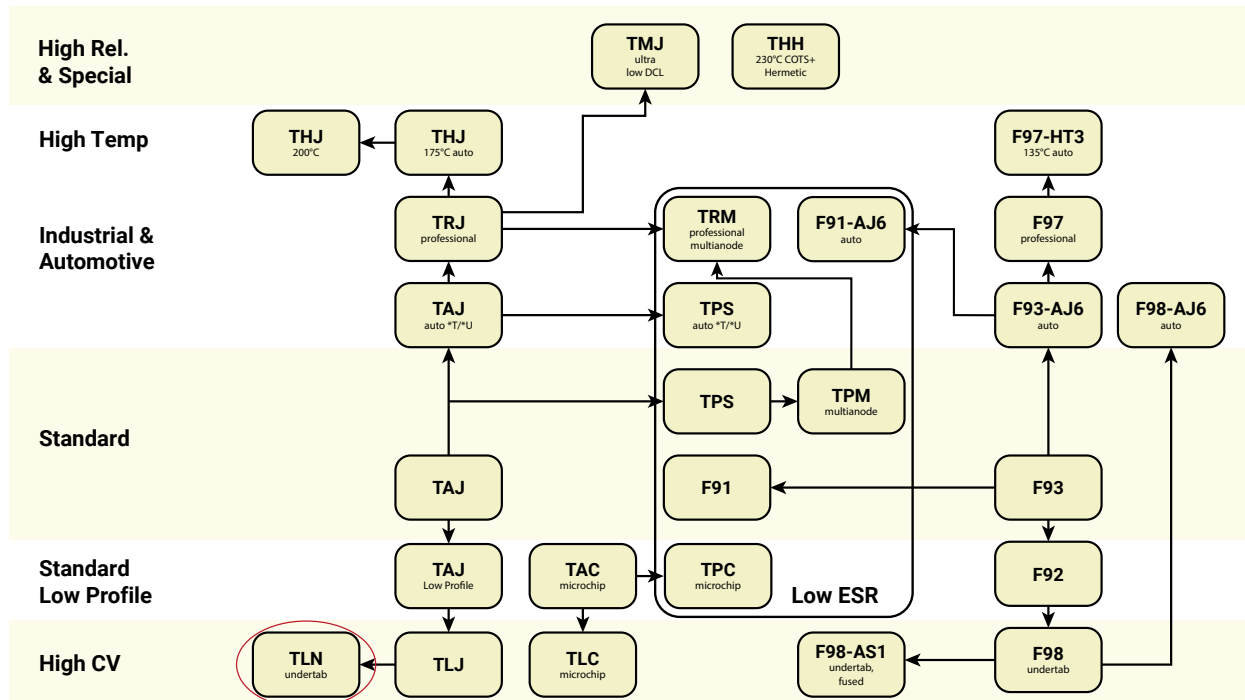 High Rel.
& Special
TMJ
ultra
low DCL
THH
230°C COTS+
Hermetic
High Temp
THJ
200°C
THJ
175°C auto
F97-HT3
135°C auto
Industrial &
Automotive
TRJ
professional
TRM
professional
multianode
F91-AJ6
auto
F97
professional
TAJ
auto *T/*U
TPS
auto *T/*U
F93-AJ6
auto
F98-AJ6
auto
Standard
TPS
TPM
multianode
TAJ
F91
F93
Standard
Low Profile
TAJ
Low Profile
TAC
microchip
TPC
microchip
Low ESR
F92
High CV
TLN
undertab
TLJ
TLC
microchip
F98-AS1
undertab,
fused
F98
undertab